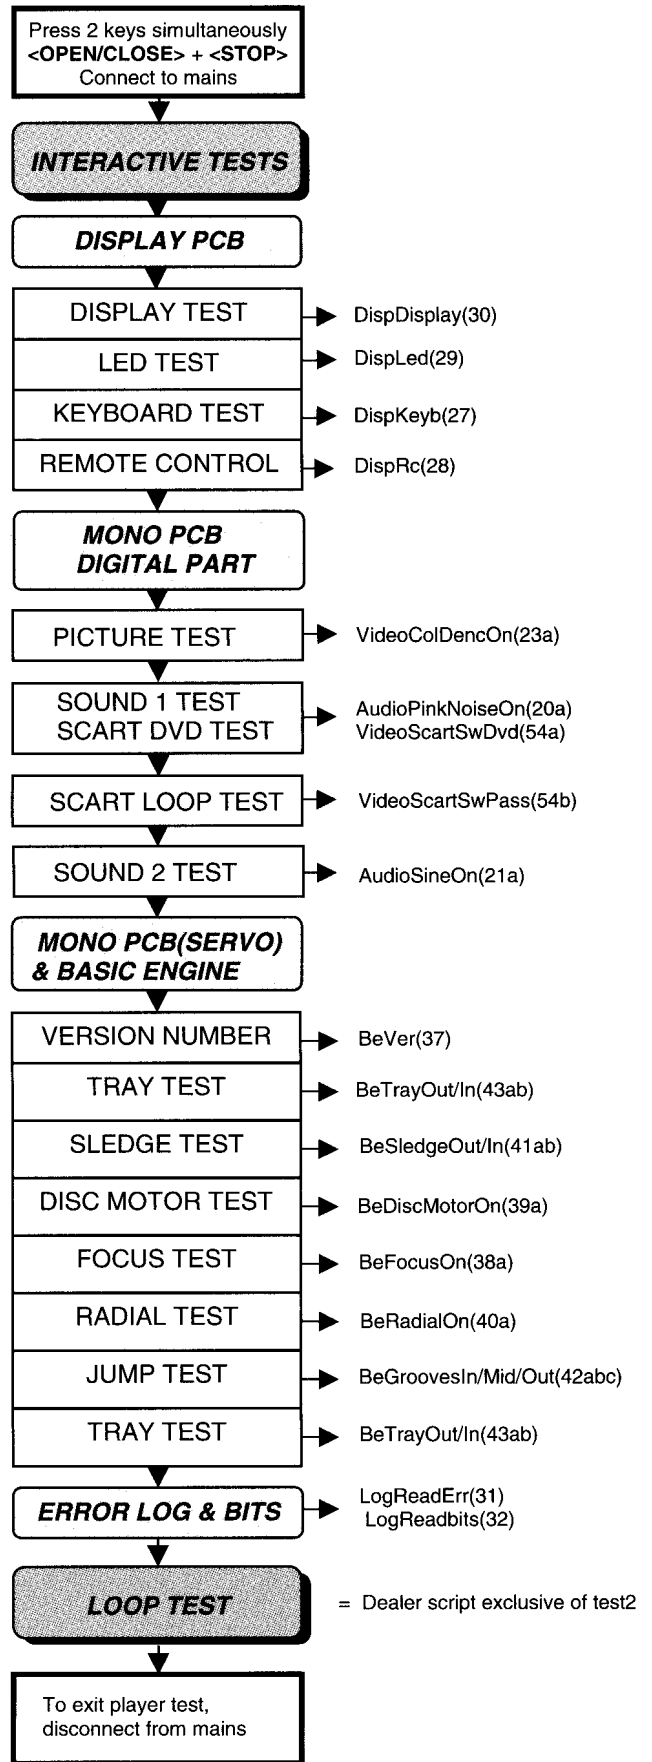 Press 2 keys simultaneously
<OPEN/CLOSE> + <STOP>
Connect to mains
INTERACTIVE TESTS
DISPLAY PCB
DISPLAY TEST
DispDisplay(30)
LED TEST
DispLed(29)
KEYBOARD TEST
DispKeyb(27)
REMOTE CONTROL
DispRc(28)
MONO PCB
DIGITAL PART
PICTURE TEST
VideoColDencOn(23a)
SOUND 1 TEST
SCART DVD TEST
AudioPinkNoiseOn(20a)
VideoScartSwDvd(54a)
SCART LOOP TEST
VideoScartSwPass(54b)
SOUND 2 TEST
AudioSineOn(21a)
MONO PCB(SERVO)
& BASIC ENGINE
VERSION NUMBER
BeVer(37)
TRAY TEST
BeTrayOut/In(43ab)
SLEDGE TEST
BeSledgeOut/In(41ab)
DISC MOTOR TEST
BeDiscMotorOn(39a)
FOCUS TEST
BeFocusOn(38a)
RADIAL TEST
BeRadialOn(40a)
JUMP TEST
BeGroovesIn/Mid/Out(42abc)
TRAY TEST
BeTrayOut/In(43ab)
ERROR LOG & BITS
LogReadErr(31)
LogReadbits(32)
LOOP TEST
= Dealer script exclusive of test2
To exit player test,
disconnect from mains